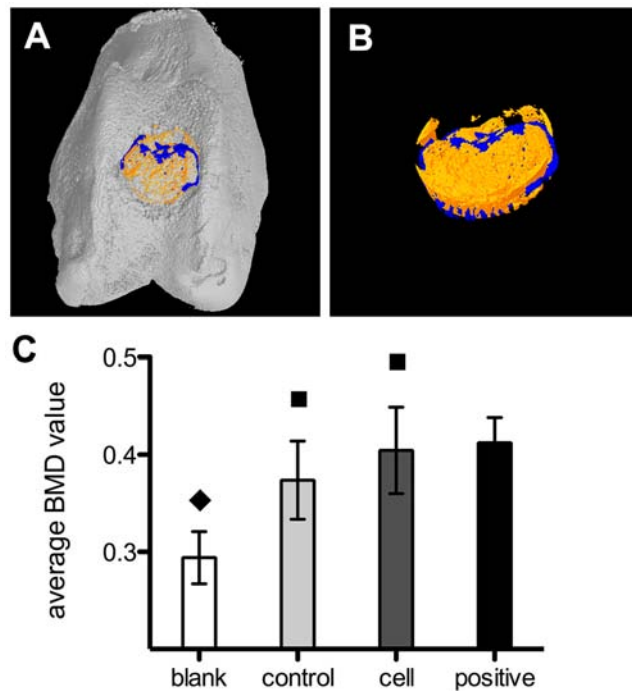 A
B
C
0.5
0.4
0.3
average BMD value
blank
control
cell
positive